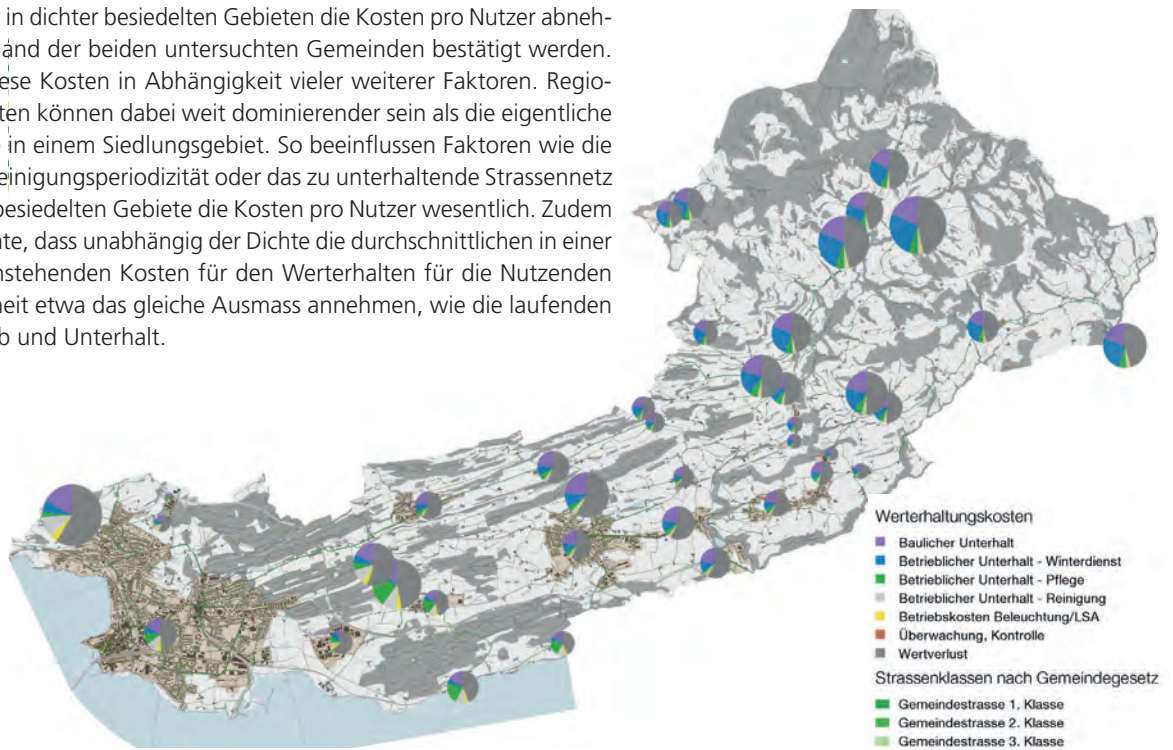 in dichter besiedelten Gebieten die Kosten pro Nutzer abneh-
and der beiden untersuchten Gemeinden bestätigt werden.
ese Kosten in Abhängigkeit vieler weiterer Faktoren. Regio-
ten können dabei weit dominierender sein als die eigentliche
in einem Siedlungsgebiet. So beeinflussen Faktoren wie die
einigungsperiodizität oder das zu unterhaltende Strassennetz
besiedelten Gebiete die Kosten pro Nutzer wesentlich. Zudem
te, dass unabhängig der Dichte die durchschnittlichen in einer
nstehenden Kosten für den Werterhalten für die Nutzenden
heit etwa das gleiche Ausmass annehmen, wie die laufenden
b und Unterhalt.
Werterhaltungskosten
Baulicher Unterhalt
Betrieblicher Unterhalt - Winterdienst
Betrieblicher Unterhalt - Pflege
Betrieblicher Unterhalt - Reinigung
Betriebskosten Beleuchtung/LSA
Überwachung, Kontrolle
Wertverlust
Strassenklassen nach Gemeindegesetz
Gemeindestrasse 1. Klasse
Gemeindestrasse 2. Klasse
Gemeindestrasse 3. Klasse